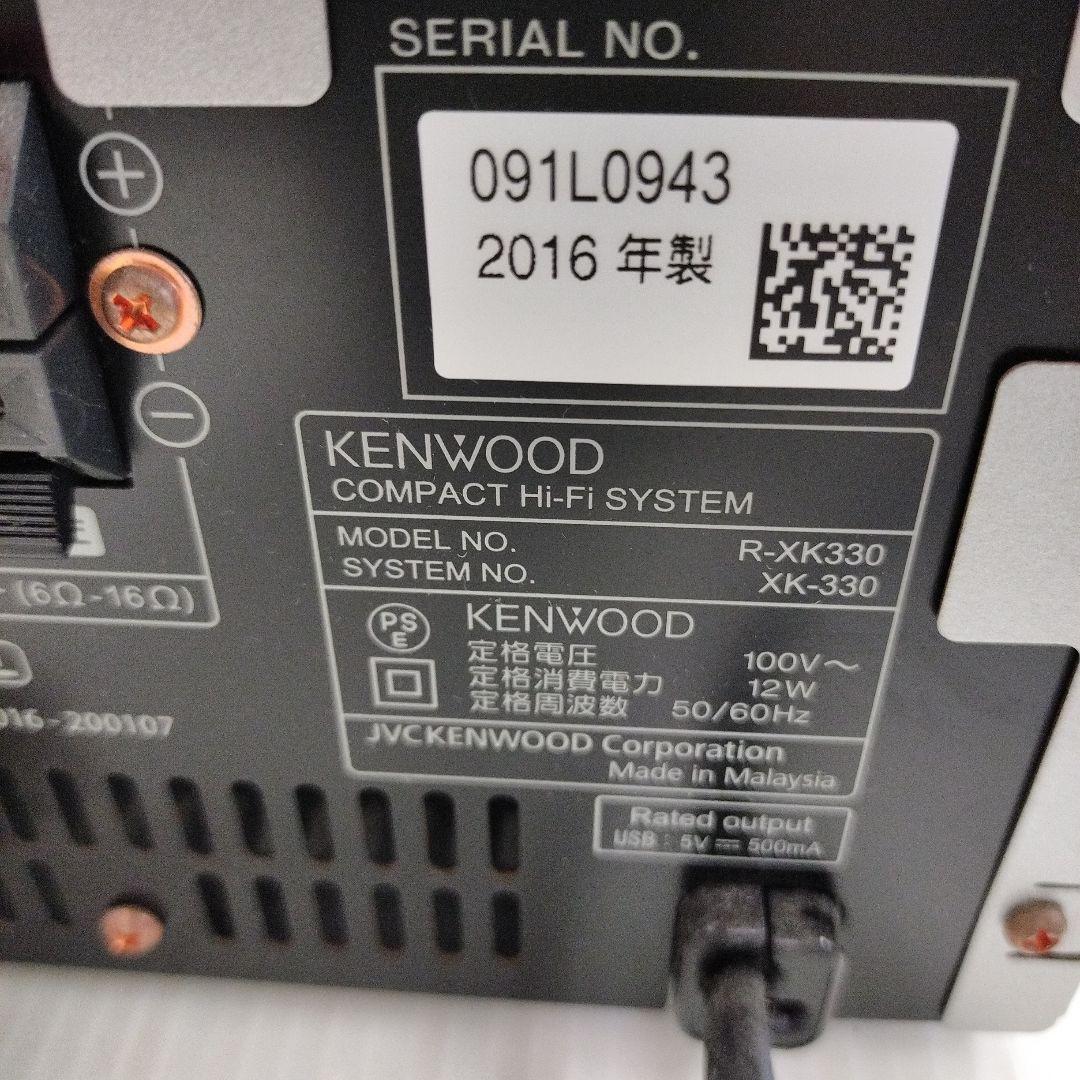 SERIAL NO.
091L0943
2016 年製
+
−
KENWOOD
COMPACT Hi-Fi SYSTEM
MODEL NO. R-XK330
SYSTEM NO. XK-330
(6Ω-16Ω)
PS
E
KENWOOD
定格電圧 100V〜
定格消費電力 12W
定格周波数 50/60Hz
016-200107
JVCKENWOOD Corporation
Made in Malaysia
Rated output
USB : 5V ⎓ 500mA